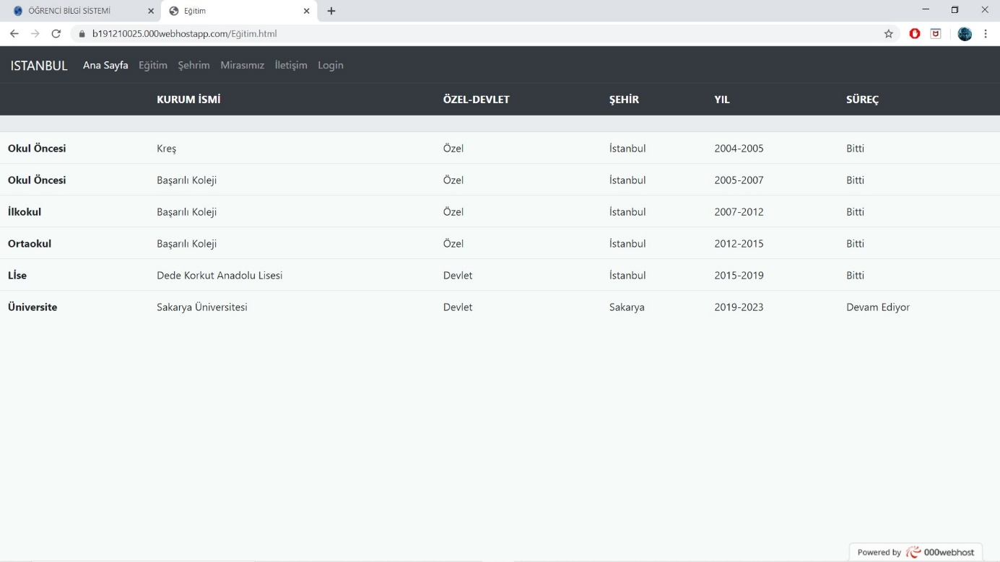 ÖĞRENCİ BİLGİ SİSTEMİ Eğitim
b191210025.000webhostapp.com/Eğitim.html
ISTANBUL Ana Sayfa Eğitim Şehrim Mirasımız İletişim Login
KURUM İSMİ ÖZEL-DEVLET ŞEHİR YIL SÜREÇ
Okul Öncesi Kreş Özel İstanbul 2004-2005 Bitti
Okul Öncesi Başarılı Koleji Özel İstanbul 2005-2007 Bitti
İlkokul Başarılı Koleji Özel İstanbul 2007-2012 Bitti
Ortaokul Başarılı Koleji Özel İstanbul 2012-2015 Bitti
Lİse Dede Korkut Anadolu Lisesi Devlet İstanbul 2015-2019 Bitti
Üniversite Sakarya Üniversitesi Devlet Sakarya 2019-2023 Devam Ediyor
Powered by 000webhost